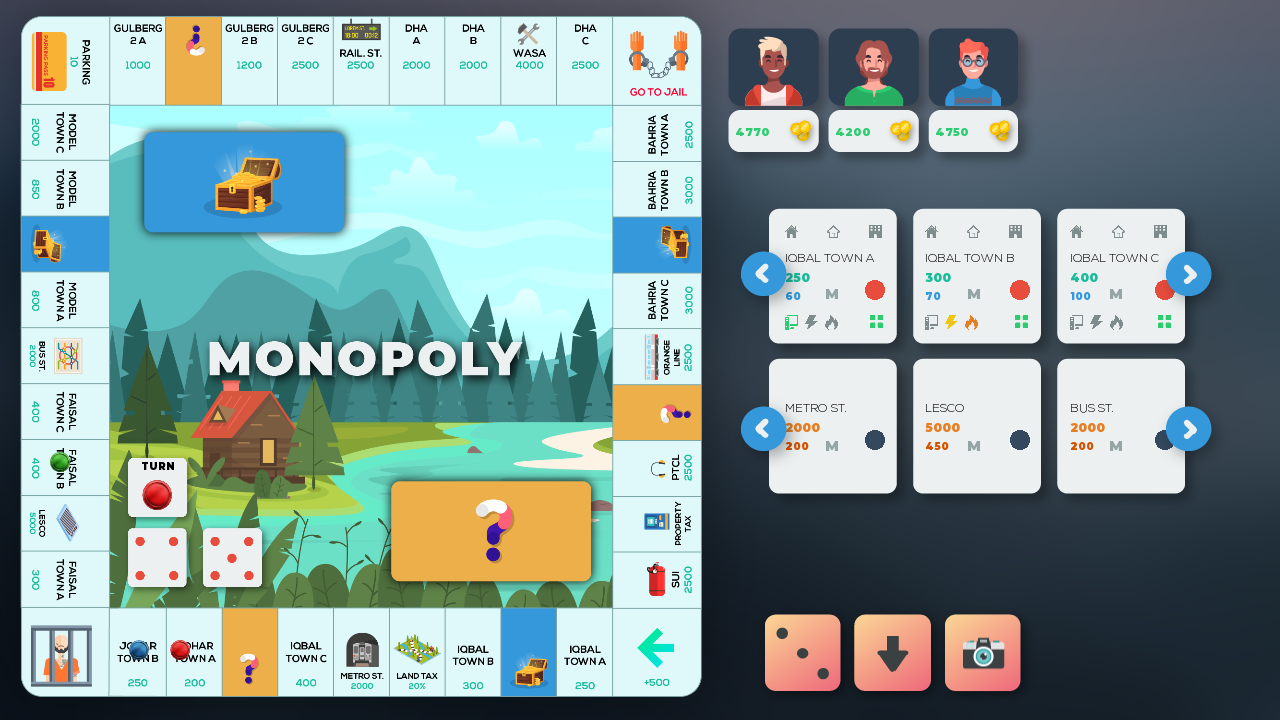 GULBERG
2 A
1000
GULBERG
2 B
1200
GULBERG
2 C
2500
RAIL. ST.
2500
DHA
A
2000
DHA
B
2000
WASA
4000
DHA
C
2500
GO TO JAIL
PARKING
10
MODEL
TOWN C
2000
MODEL
TOWN B
850
MODEL
TOWN A
800
BUS ST
2000
FAISAL
TOWN C
400
FAISAL
TOWN B
400
LESCO
5000
FAISAL
TOWN A
300
BAHRIA
TOWN A
2500
BAHRIA
TOWN B
3000
BAHRIA
TOWN C
3000
ORANGE
LINE
2500
PTCL
2500
PROPERTY
TAX
SUI
2500
MONOPOLY
TURN
TOWN B
250
TOWN A
200
IQBAL
TOWN C
400
METRO ST.
2000
LAND TAX
20%
IQBAL
TOWN B
300
IQBAL
TOWN A
250
+500
4770
4200
4750
IQBAL TOWN A
250
60 M
IQBAL TOWN B
300
70 M
IQBAL TOWN C
400
100 M
METRO ST.
2000
200 M
LESCO
5000
450 M
BUS ST.
2000
200 M